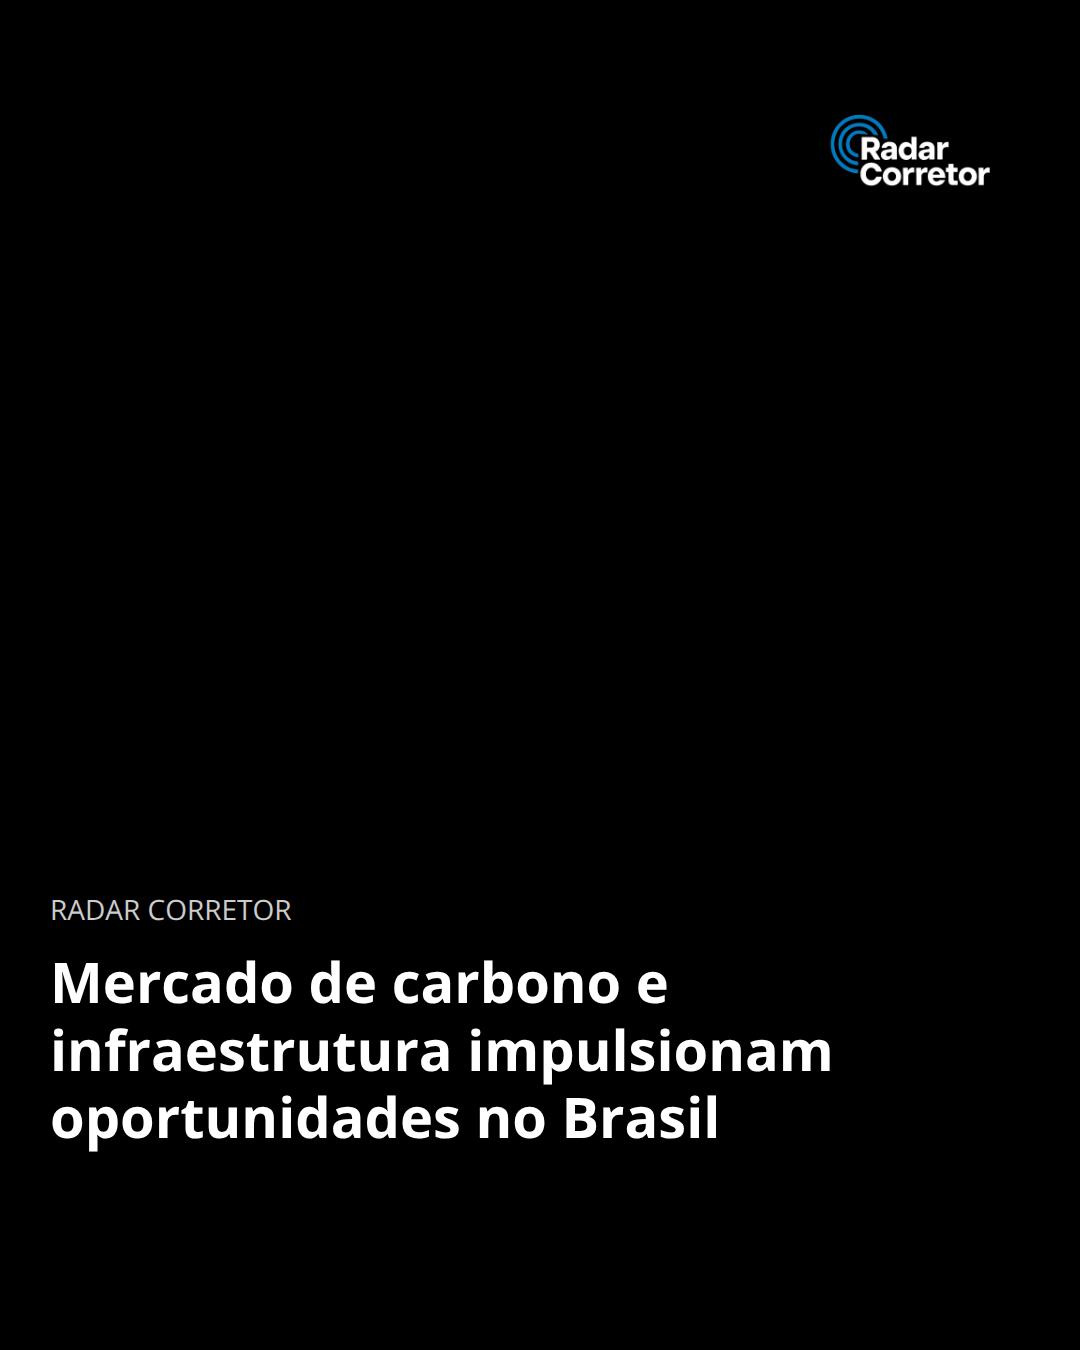 Radar
Corretor
RADAR CORRETOR
Mercado de carbono e
infraestrutura impulsionam
oportunidades no Brasil